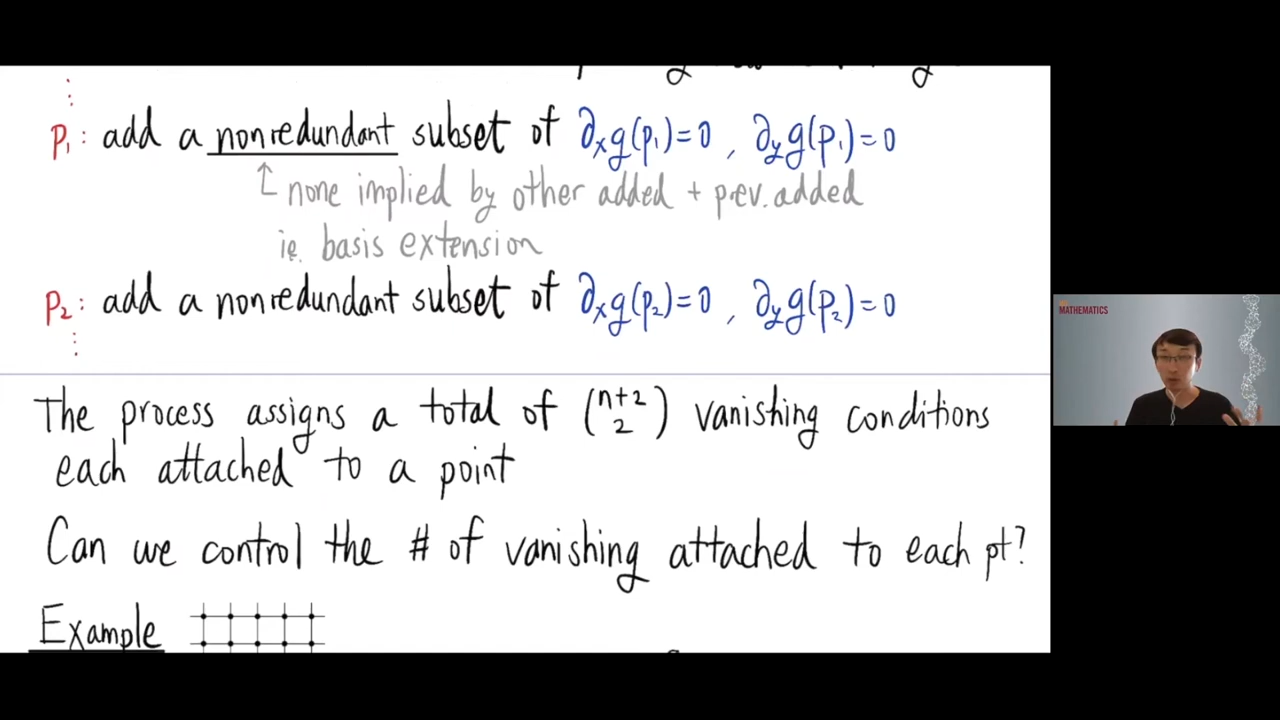 p₁: add a nonredundant subset of ∂ₓg(p₁)=0, ∂ᵧg(p₁)=0
↑ none implied by other added + prev. added
ie. basis extension
p₂: add a nonredundant subset of ∂ₓg(p₂)=0, ∂ᵧg(p₂)=0
MATHEMATICS
The process assigns a total of (n+2 2) vanishing conditions
each attached to a point
Can we control the # of vanishing attached to each pt?
Example